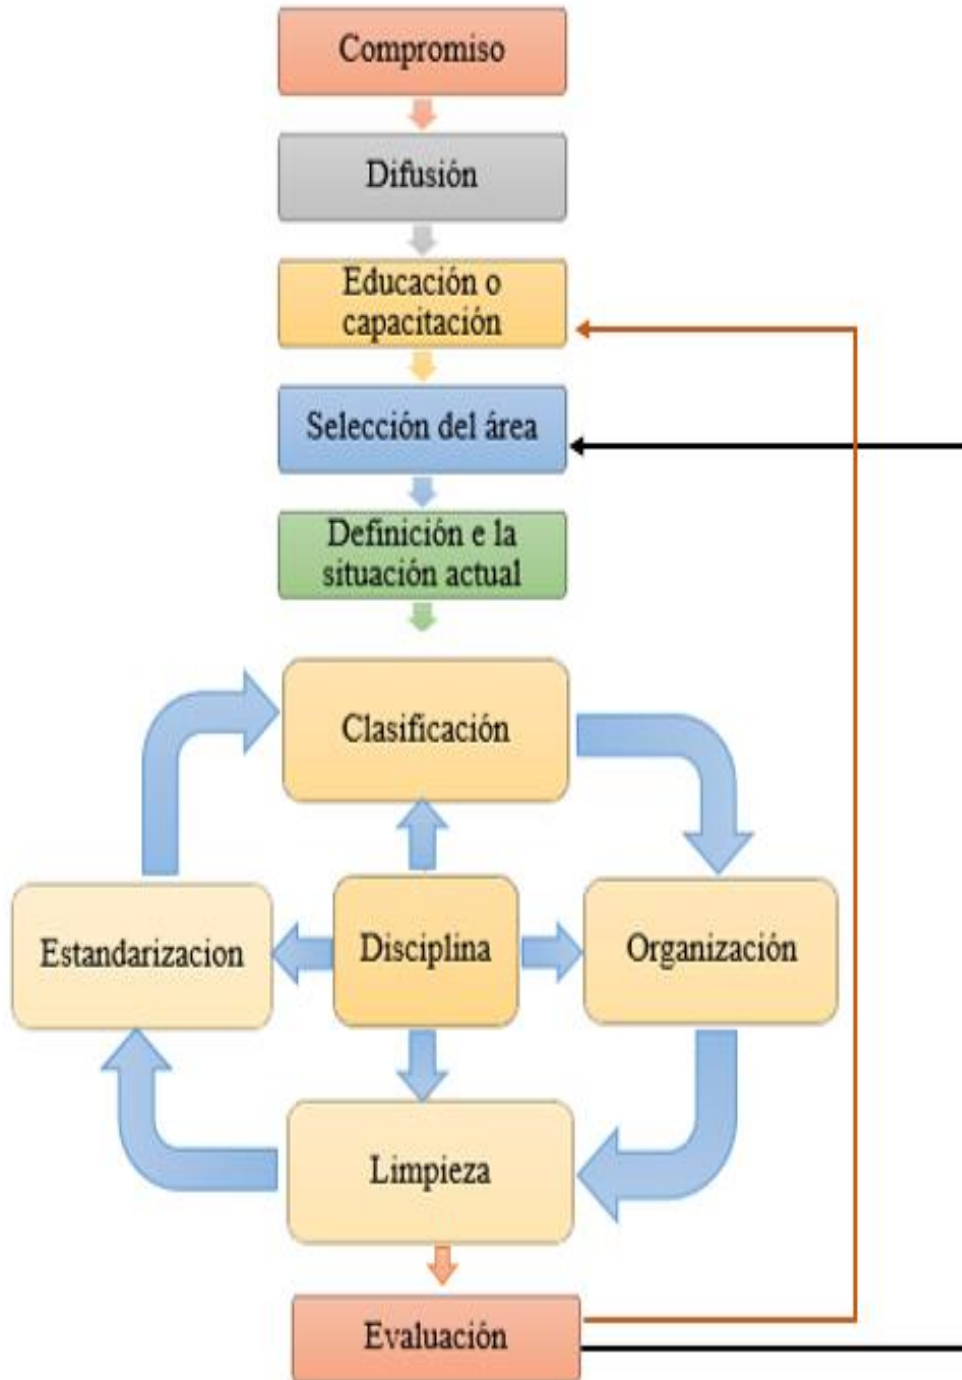 Compromiso
Difusión
Educación o
capacitación
Selección del área
Definición e la
situación actual
Clasificación
Estandarizacion
Disciplina
Organización
Limpieza
Evaluación